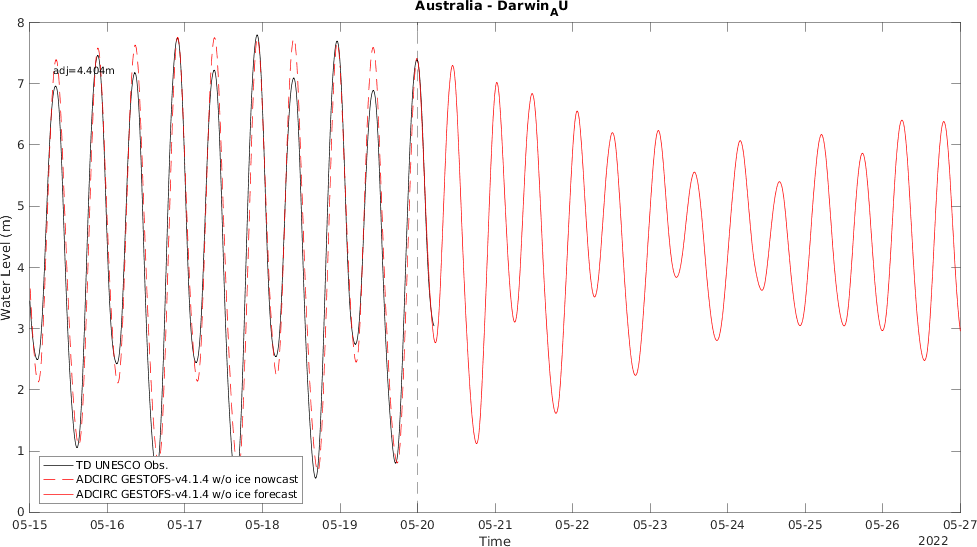 Australia - Darwin_AU
8
7
6
5
4
3
2
1
0
Water Level (m)
adj=4.404m
TD UNESCO Obs.
ADCIRC GESTOFS-v4.1.4 w/o ice nowcast
ADCIRC GESTOFS-v4.1.4 w/o ice forecast
05-15 05-16 05-17 05-18 05-19 05-20 05-21 05-22 05-23 05-24 05-25 05-26 05-27
Time
2022